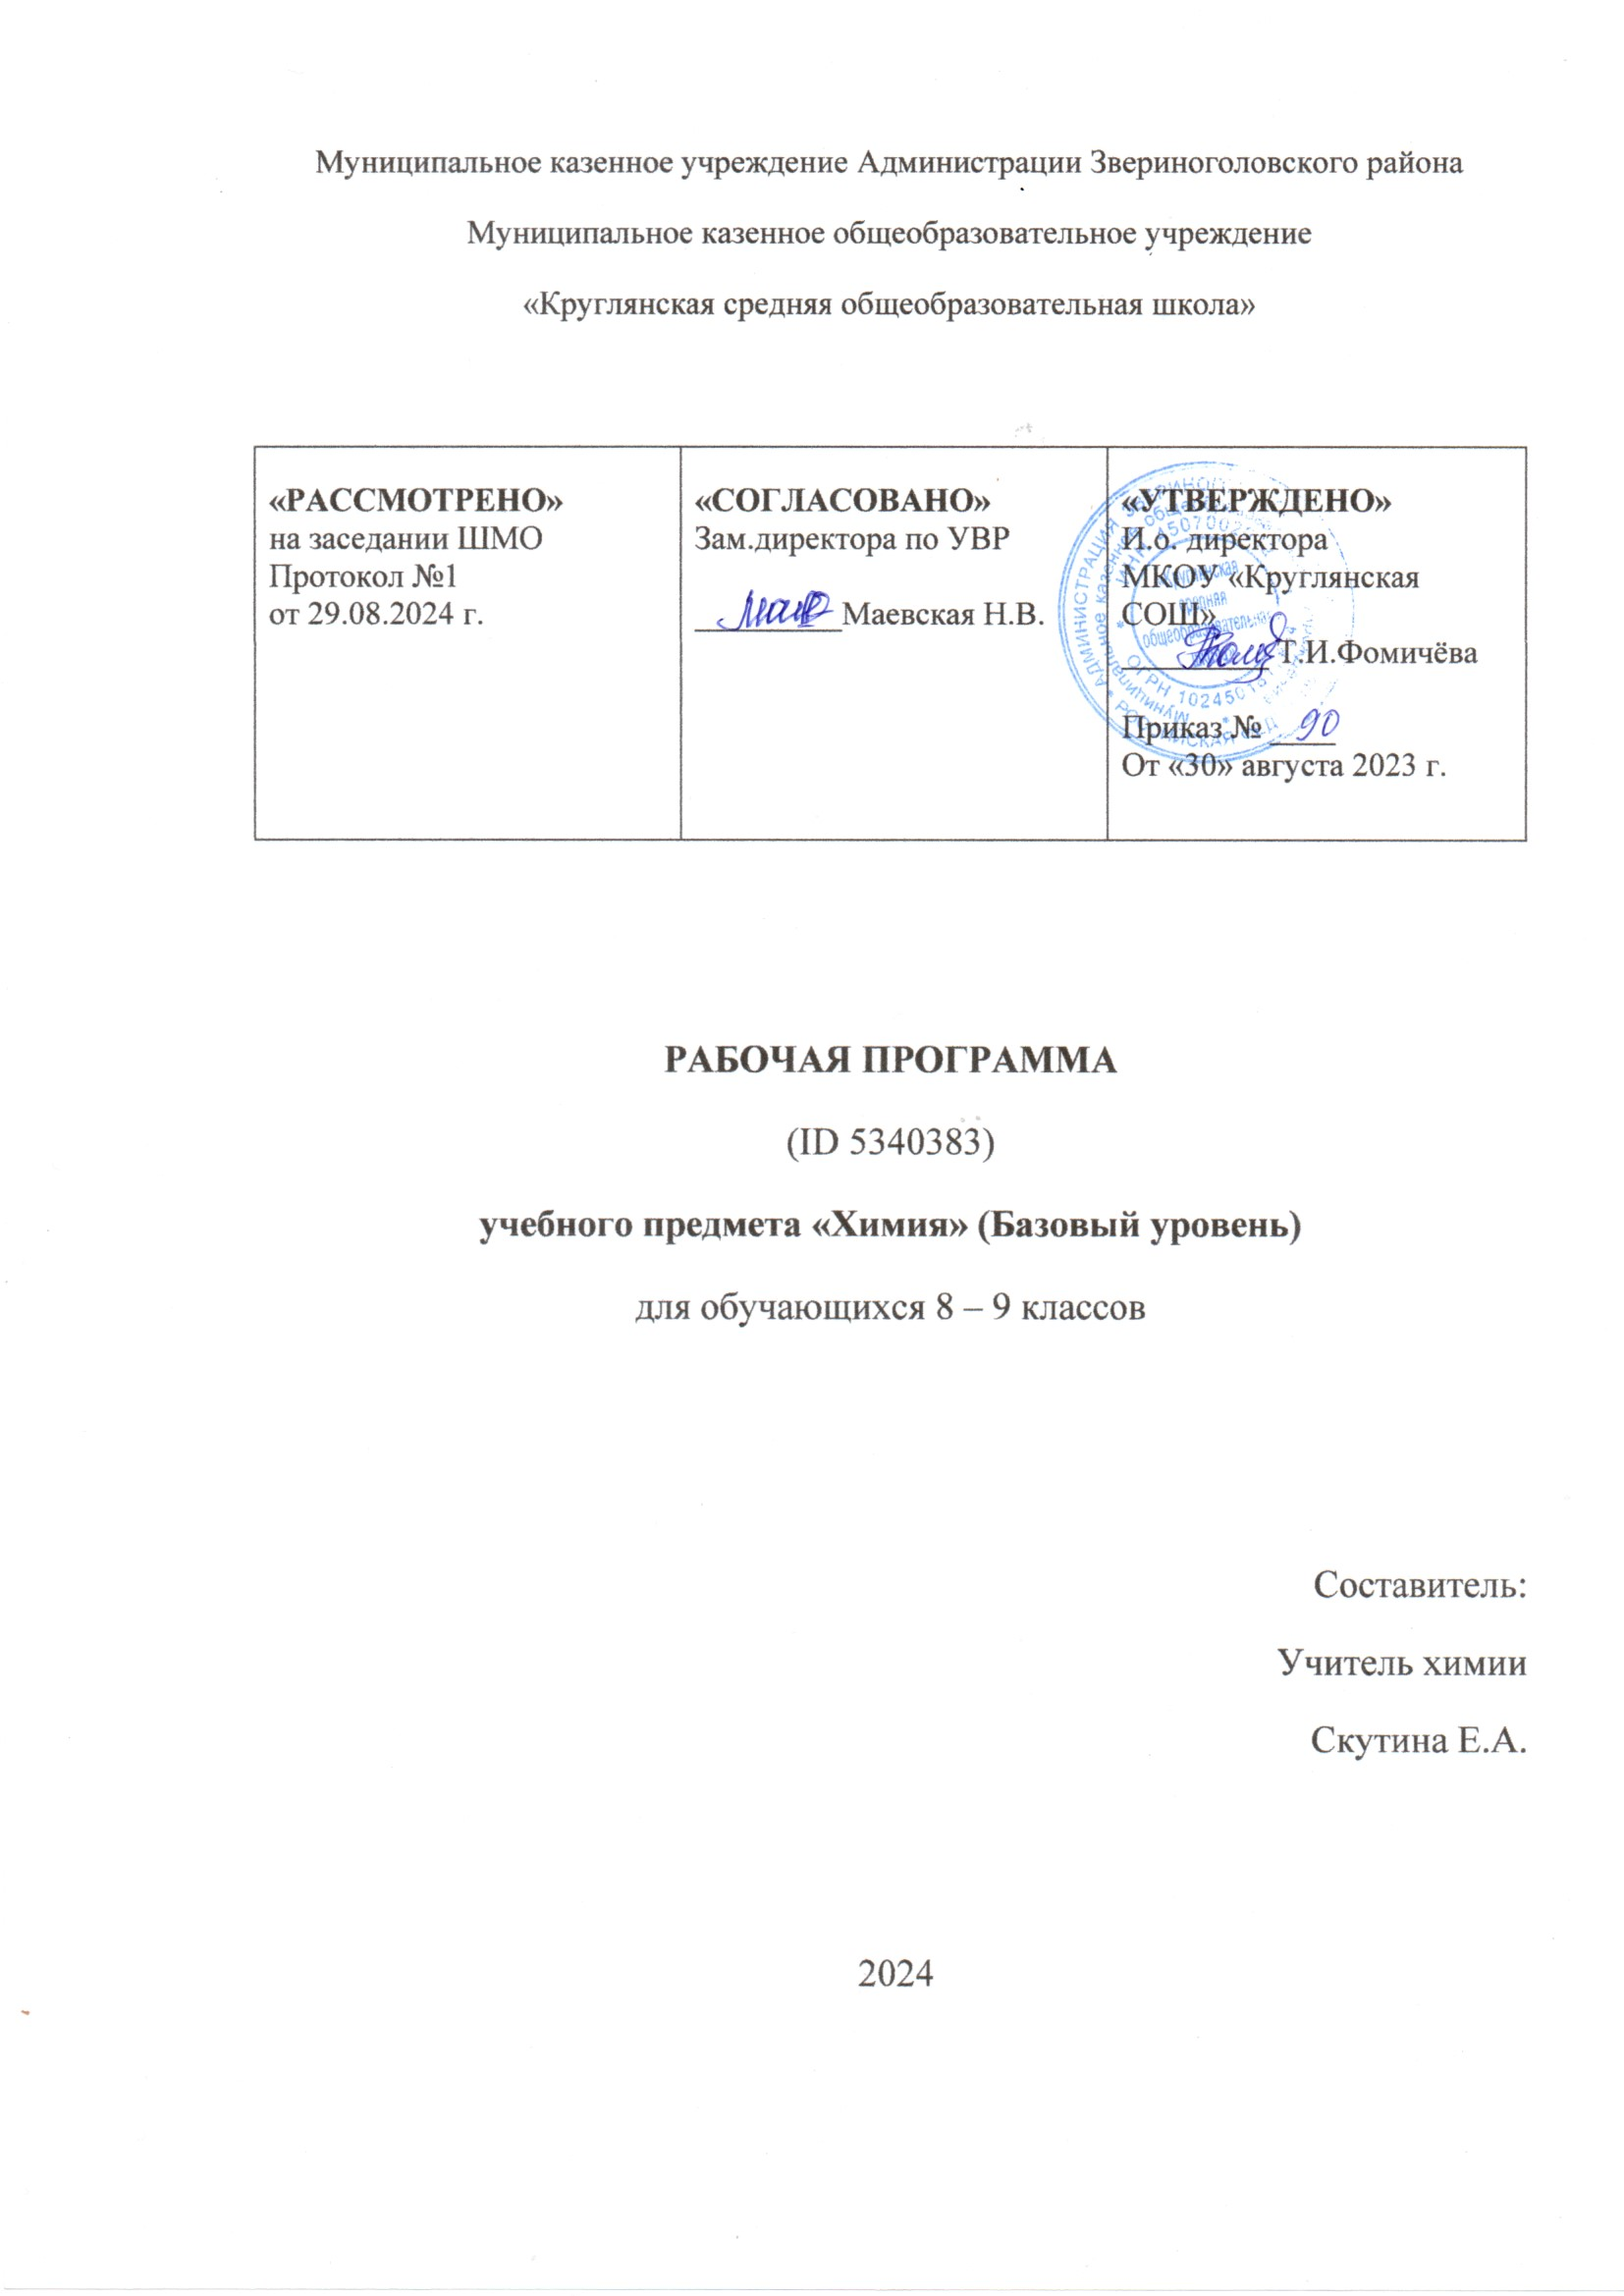 Муниципальное казенное учреждение Администрации Звериноголовского района
Муниципальное казенное общеобразовательное учреждение
«Круглянская средняя общеобразовательная школа»
«РАССМОТРЕНО»
на заседании ШМО
Протокол №1
от 29.08.2024 г.
«СОГЛАСОВАНО»
Зам.директора по УВР
Маевская Н.В.
«УТВЕРЖДЕНО»
И.о. директора
МКОУ «Круглянская
СОШ»
Т.И.Фомичёва
Приказ № 90
От «30» августа 2023 г.
Круглянская
средняя
общеобразовательная
РАБОЧАЯ ПРОГРАММА
(ID 5340383)
учебного предмета «Химия» (Базовый уровень)
для обучающихся 8 – 9 классов
Составитель:
Учитель химии
Скутина Е.А.
2024